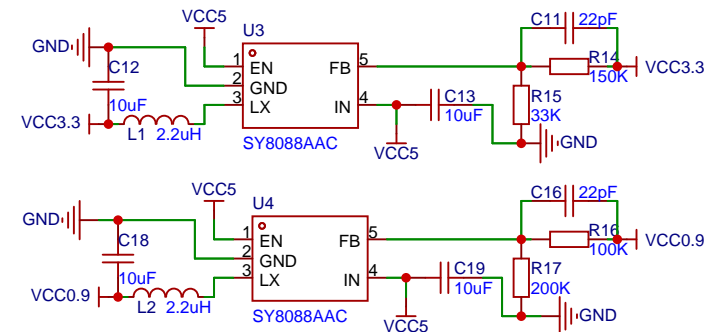 VCC5
U3
C11
22pF
GND
1
EN
FB
5
R14
VCC3.3
C12
2
GND
150K
10uF
3
LX
IN
4
C13
R15
VCC3.3
10uF
33K
L1
2.2uH
SY8088AAC
VCC5
GND
VCC5
U4
C16
22pF
GND
1
EN
FB
5
R16
VCC0.9
C18
2
GND
100K
10uF
3
LX
IN
4
C19
R17
VCC0.9
10uF
200K
L2
2.2uH
SY8088AAC
VCC5
GND